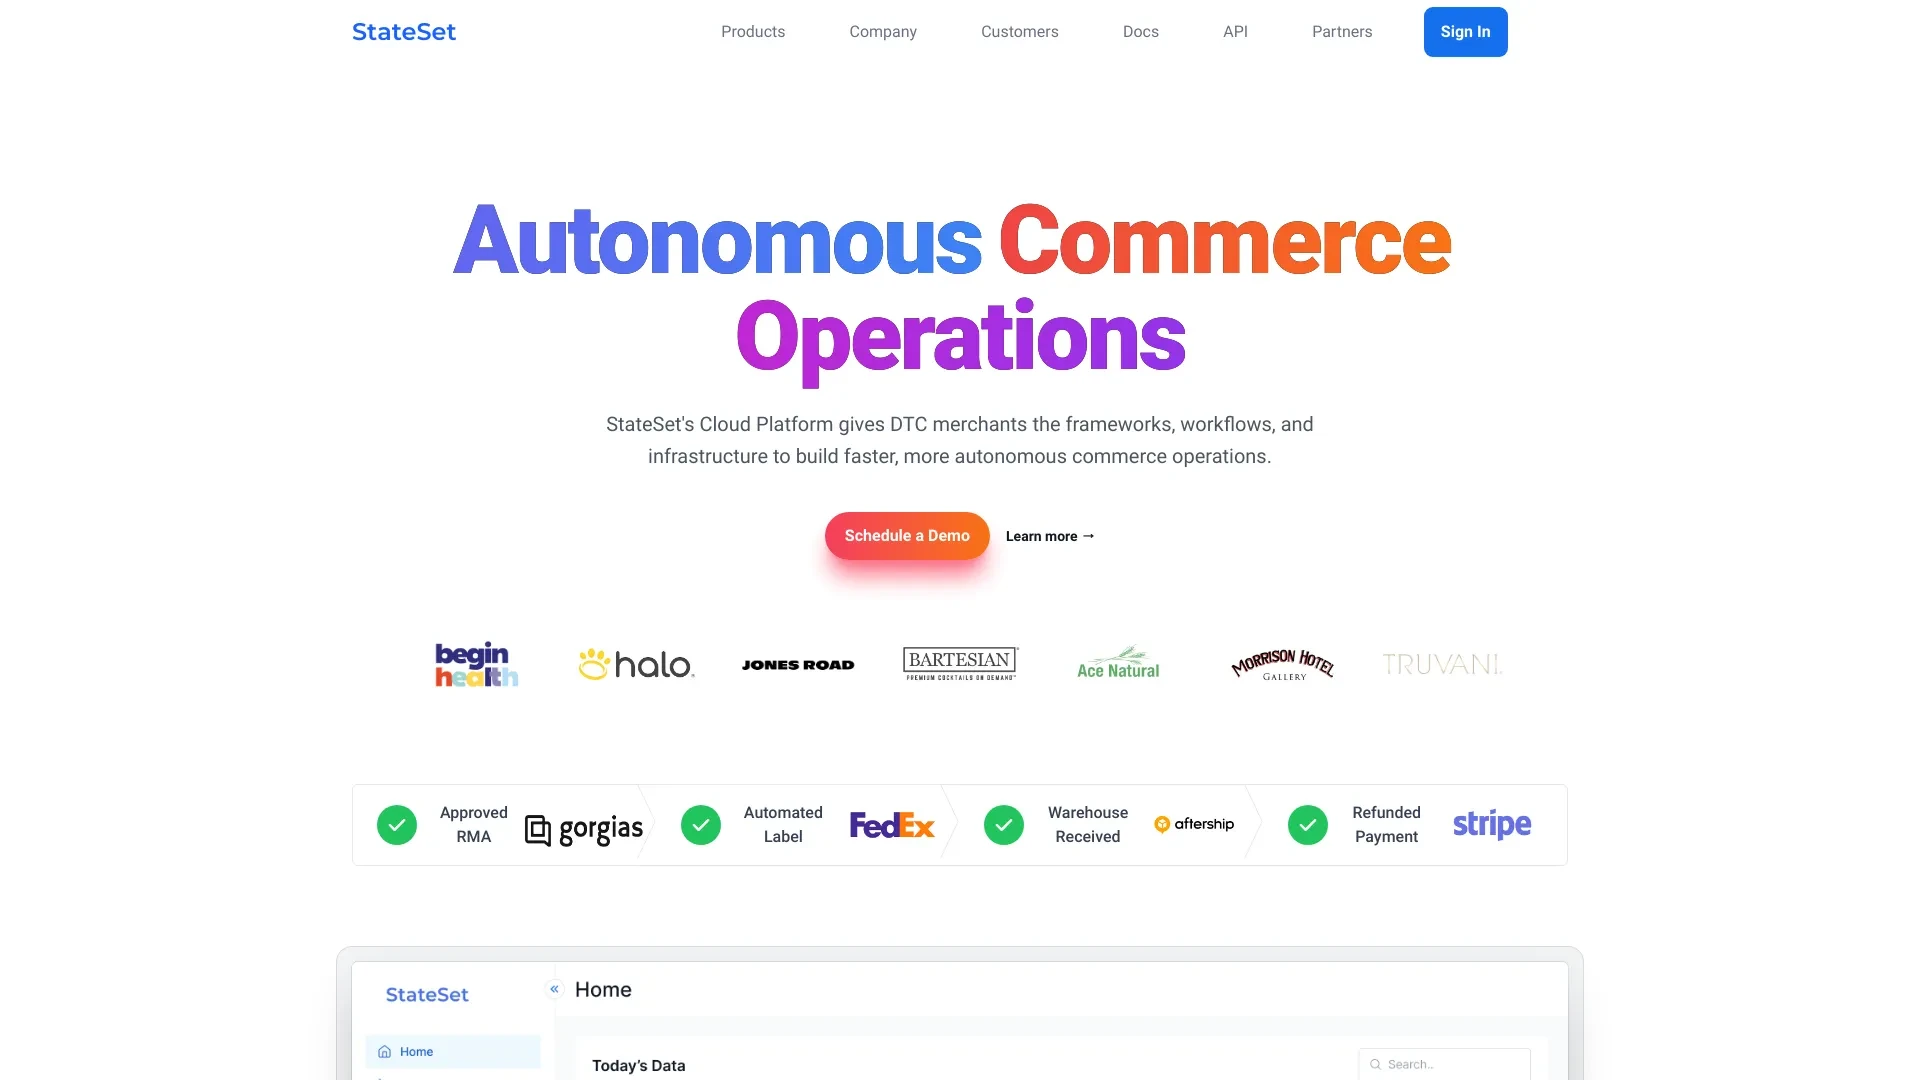 StateSet
Products
Company
Customers
Docs
API
Partners
Sign In
Autonomous Commerce
Operations
StateSet's Cloud Platform gives DTC merchants the frameworks, workflows, and
infrastructure to build faster, more autonomous commerce operations.
Schedule a Demo
Learn more →
begin
health
halo
JONES ROAD
BARTESIAN
PREMIUM COCKTAILS ON DEMAND
Ace Natural
MORRISON HOTEL
GALLERY
TRUVANI
Approved
RMA
gorgias
Automated
Label
FedEx
Warehouse
Received
aftership
Refunded
Payment
stripe
StateSet
«
Home
Home
Today's Data
Search..